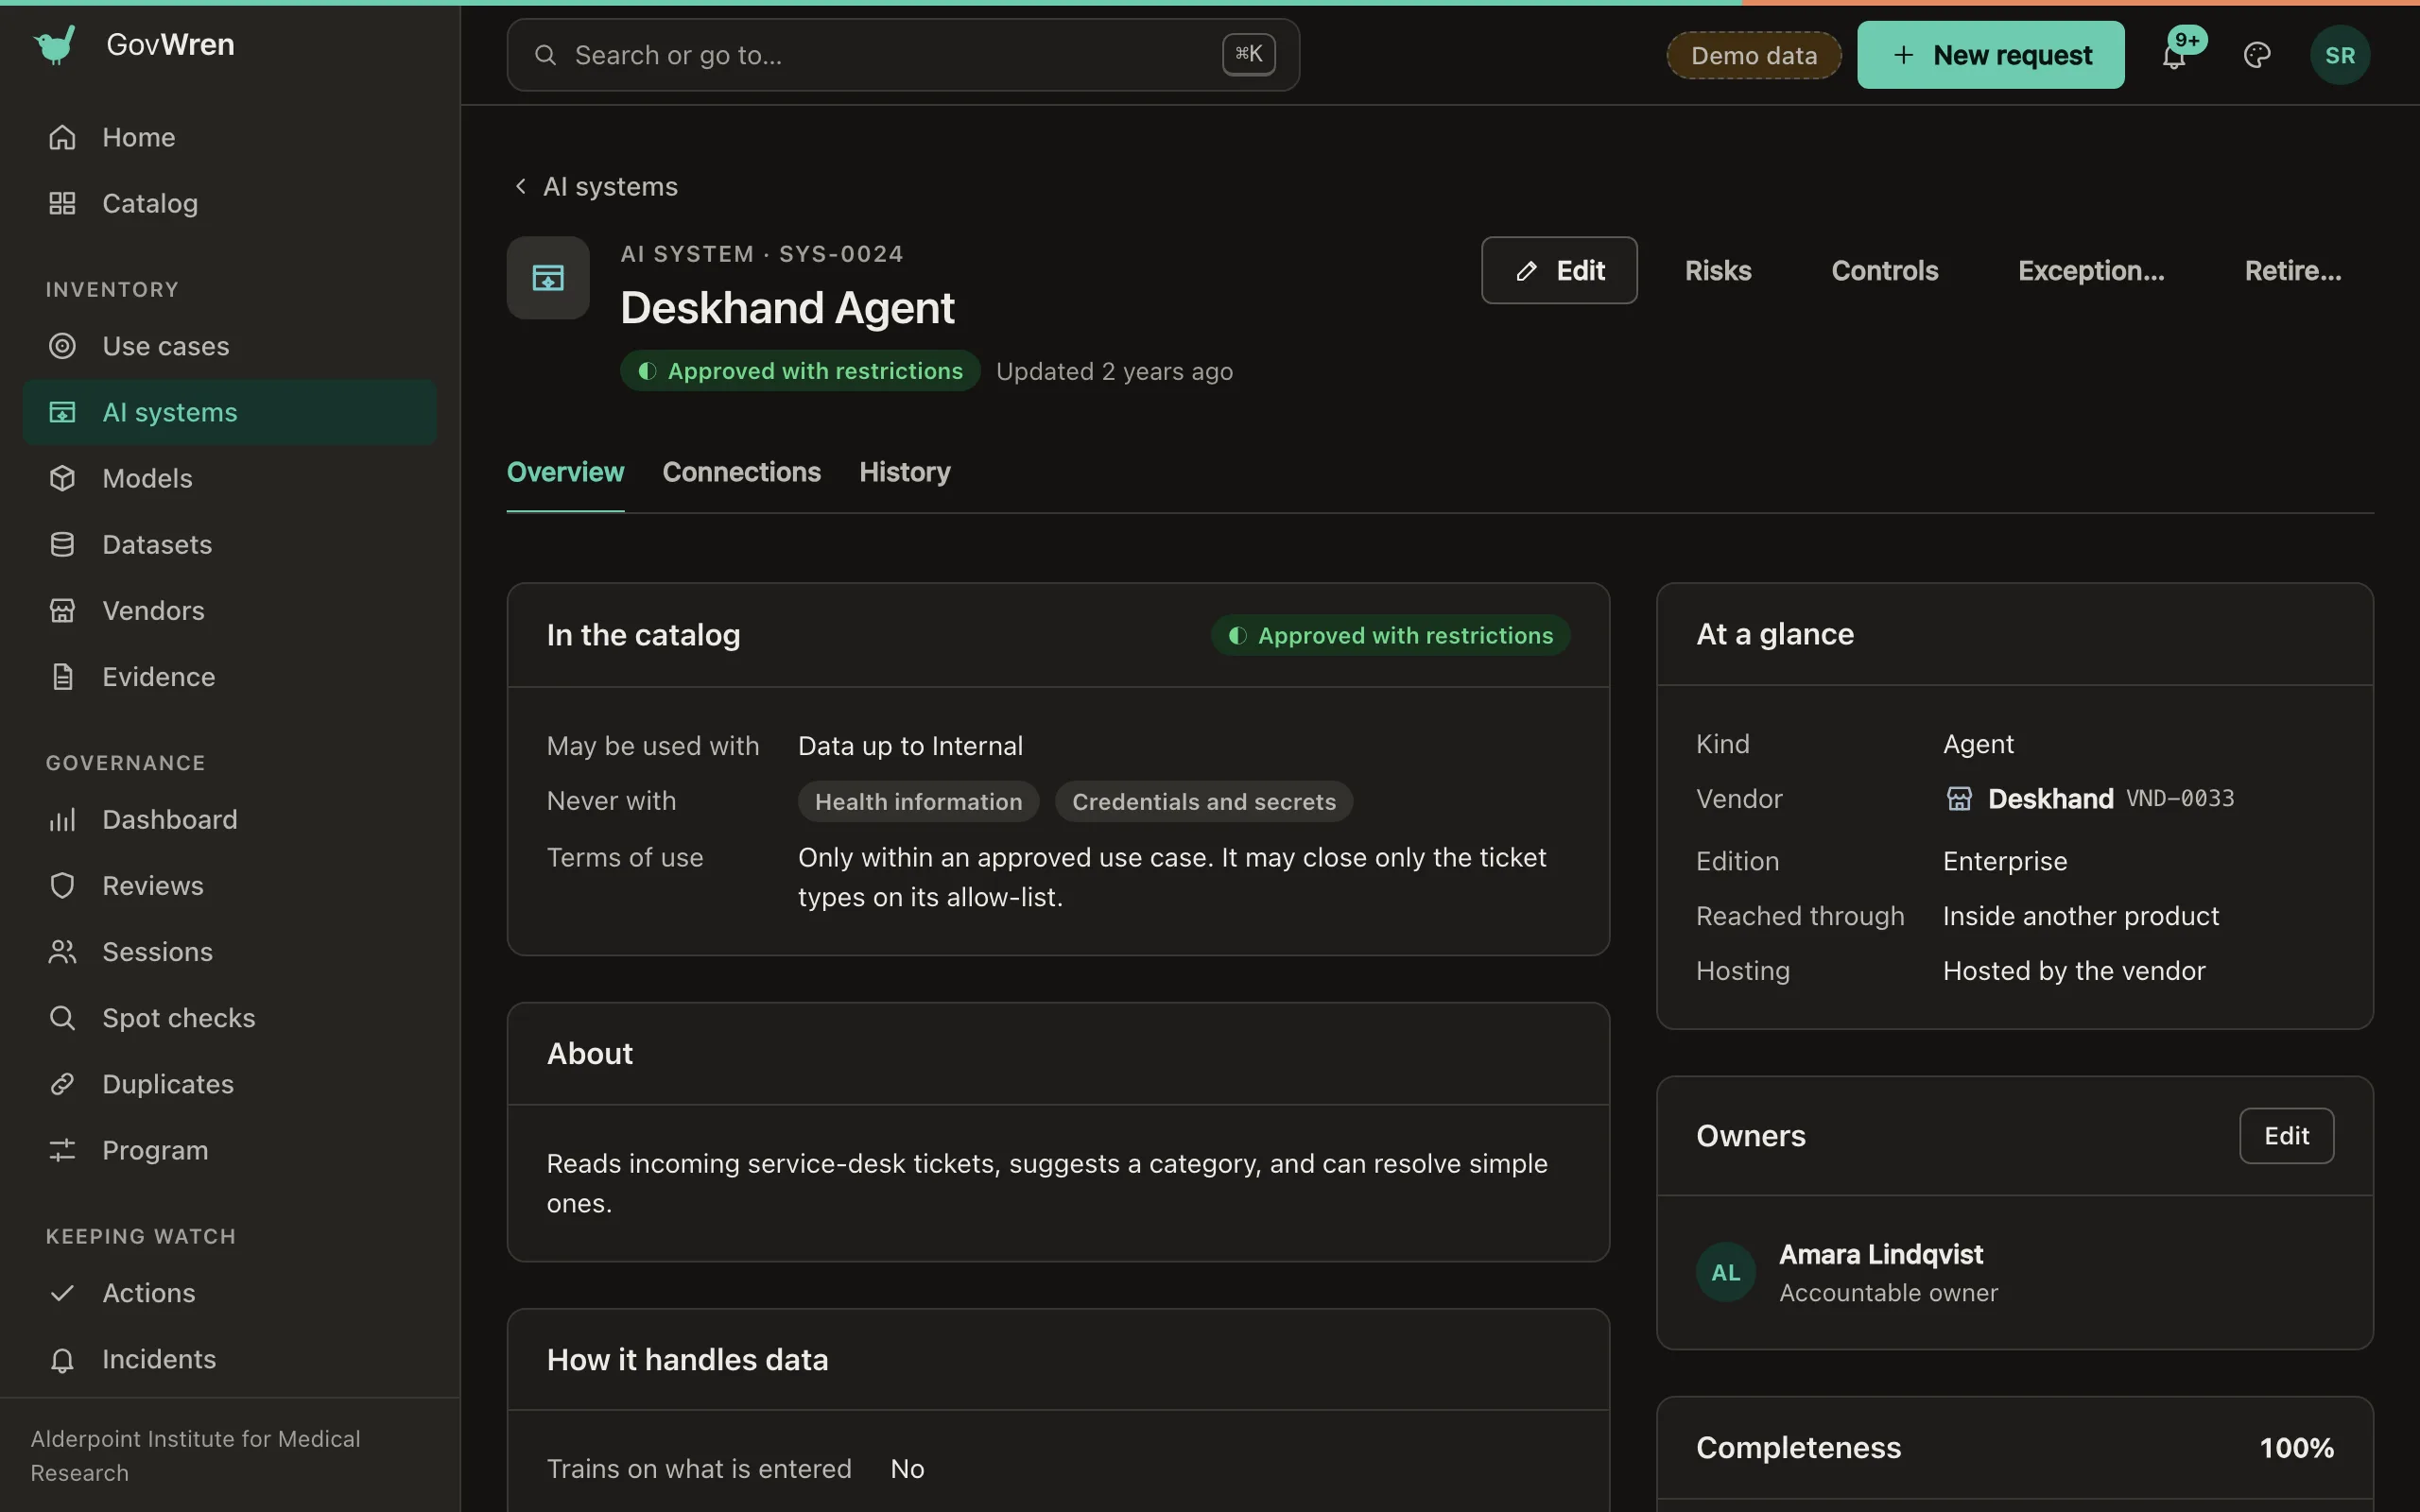 GovWren
Search or go to...
⌘K
Demo data
+ New request
9+
SR
Home
Catalog
INVENTORY
Use cases
AI systems
Models
Datasets
Vendors
Evidence
GOVERNANCE
Dashboard
Reviews
Sessions
Spot checks
Duplicates
Program
KEEPING WATCH
Actions
Incidents
Alderpoint Institute for Medical
Research
AI systems
AI SYSTEM · SYS-0024
Deskhand Agent
Approved with restrictions
Updated 2 years ago
Edit
Risks
Controls
Exception...
Retire...
Overview
Connections
History
In the catalog
Approved with restrictions
May be used with Data up to Internal
Never with Health information Credentials and secrets
Terms of use Only within an approved use case. It may close only the ticket
types on its allow-list.
About
Reads incoming service-desk tickets, suggests a category, and can resolve simple
ones.
How it handles data
Trains on what is entered No
At a glance
Kind Agent
Vendor Deskhand VND-0033
Edition Enterprise
Reached through Inside another product
Hosting Hosted by the vendor
Owners
Edit
AL
Amara Lindqvist
Accountable owner
Completeness 100%